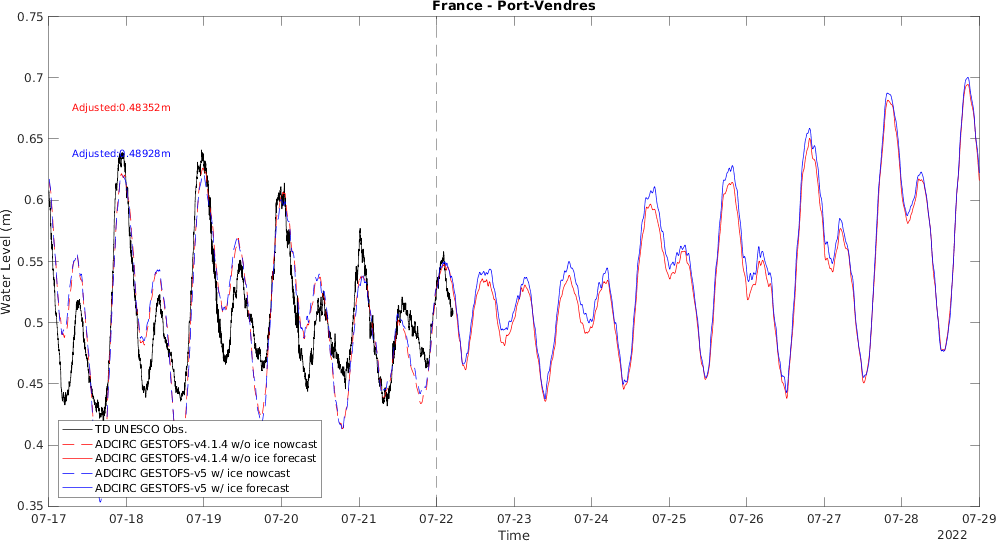 France - Port-Vendres
Water Level (m)
0.75
0.7
0.65
0.6
0.55
0.5
0.45
0.4
0.35
Adjusted:0.48352m
Adjusted:0.48928m
TD UNESCO Obs.
ADCIRC GESTOFS-v4.1.4 w/o ice nowcast
ADCIRC GESTOFS-v4.1.4 w/o ice forecast
ADCIRC GESTOFS-v5 w/ ice nowcast
ADCIRC GESTOFS-v5 w/ ice forecast
07-17 07-18 07-19 07-20 07-21 07-22 07-23 07-24 07-25 07-26 07-27 07-28 07-29
Time
2022